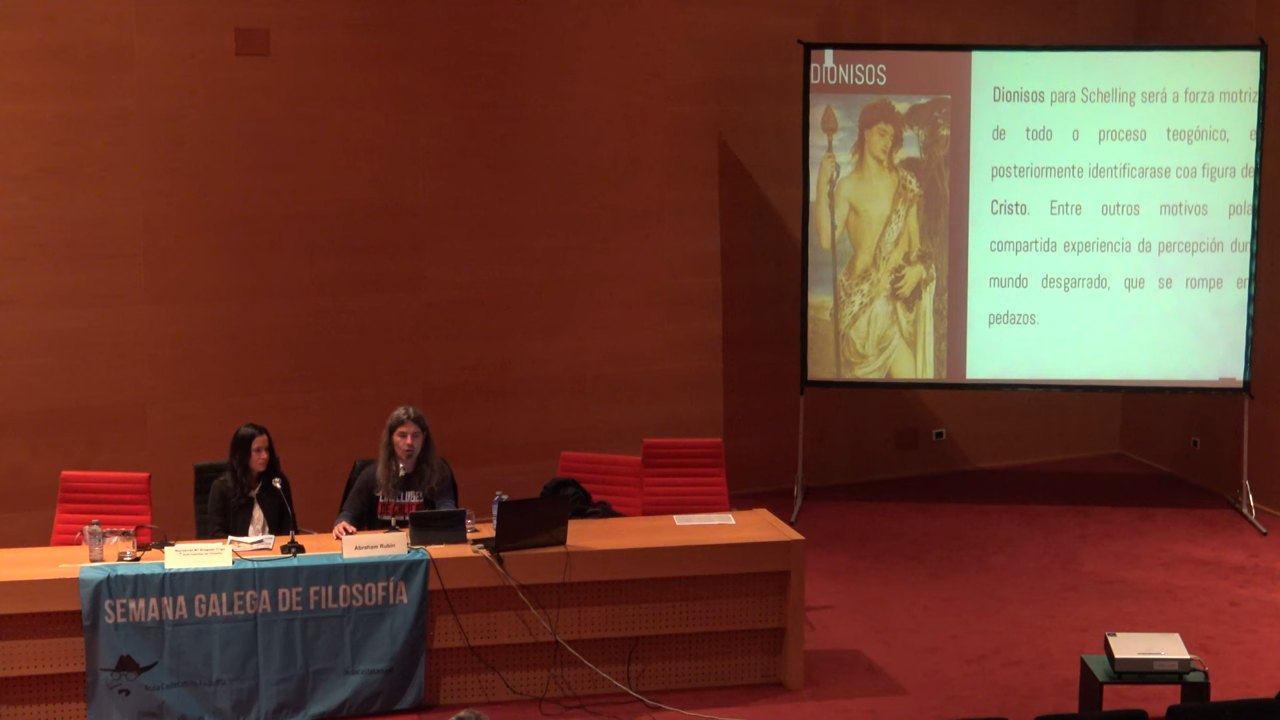 DIONISOS
Dionisos para Schelling será a forza motriz
de todo o proceso teogónico, e
posteriormente identificarase coa figura de
Cristo. Entre outros motivos pola
compartida experiencia da percepción dun
mundo desgarrado, que se rompe en
pedazos.
Abraham Rubín
SEMANA GALEGA DE FILOSOFÍA